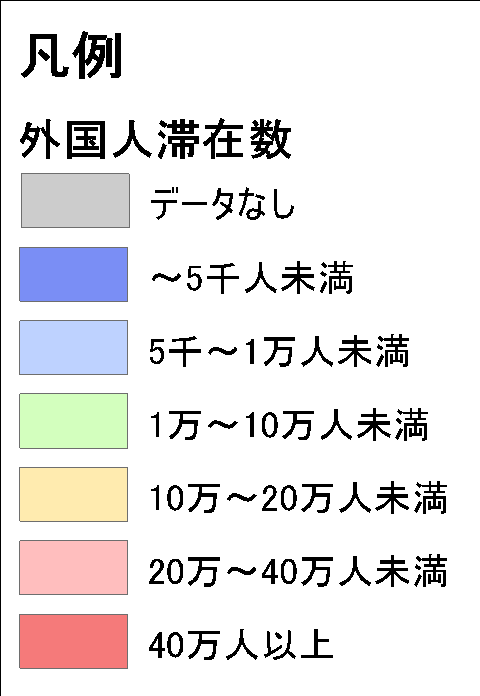 凡例
外国人滞在数
データなし
～5千人未満
5千～1万人未満
1万～10万人未満
10万～20万人未満
20万～40万人未満
40万人以上